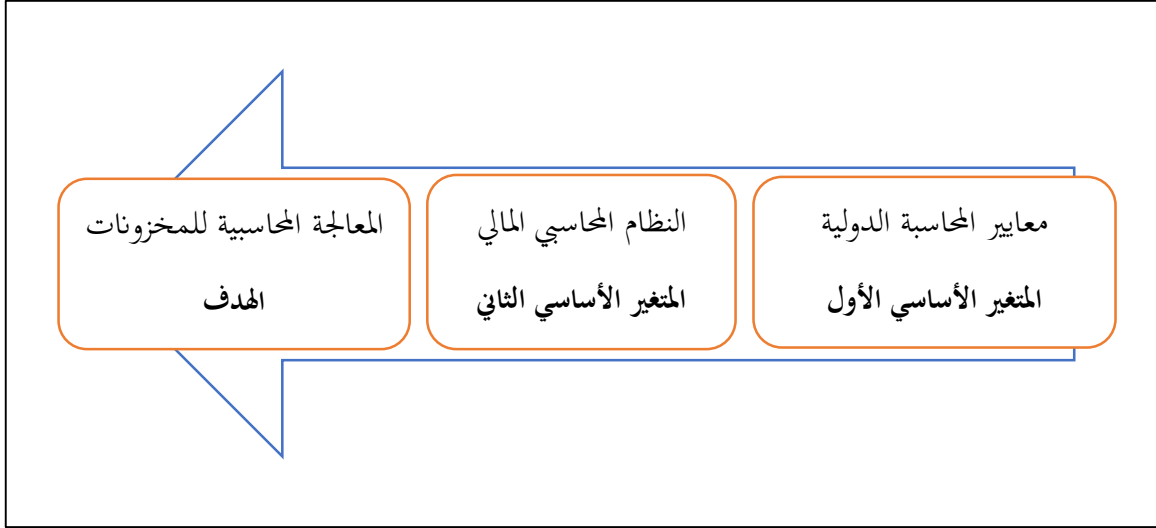 معايير المحاسبة الدولية
المتغير الأساسي الأول
النظام المحاسبي المالي
المتغير الأساسي الثاني
المعالجة المحاسبية للمخزونات
الهدف